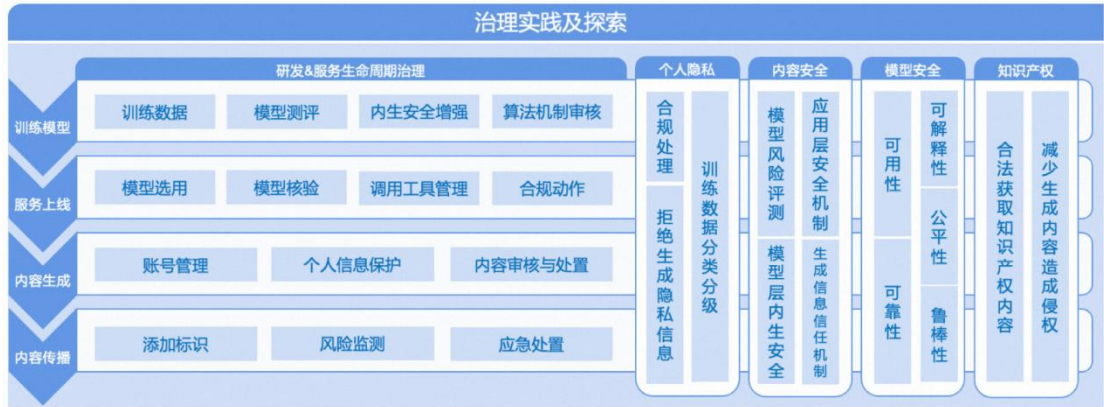 治理实践及探索
研发&服务生命周期治理
个人隐私
内容安全
模型安全
知识产权
训练模型
训练数据
模型测评
内生安全增强
算法机制审核
服务上线
模型选用
模型核验
调用工具管理
合规动作
内容生成
账号管理
个人信息保护
内容审核与处置
内容传播
添加标识
风险监测
应急处置
合规处理
拒绝生成隐私信息
训练数据分类分级
模型风险评测
模型层内生安全
应用层安全机制
生成信息信任机制
可用性
可靠性
可解释性
公平性
鲁棒性
合法获取知识产权内容
减少生成内容造成侵权